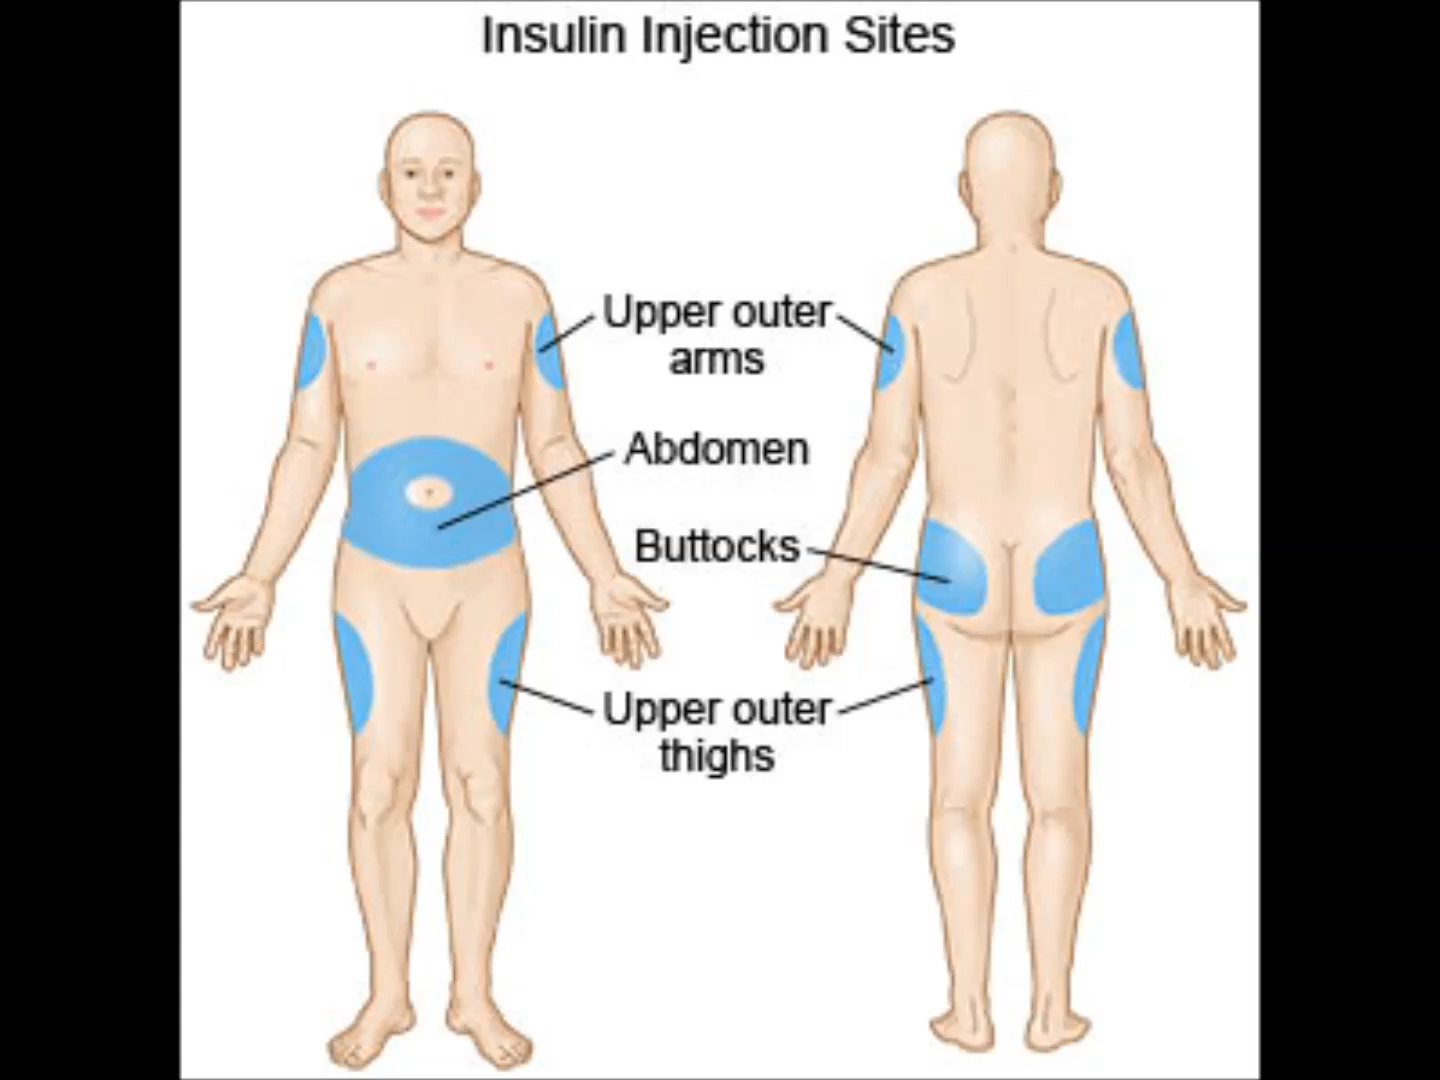 Insulin Injection Sites
Upper outer
arms
Abdomen
Buttocks
Upper outer
thighs